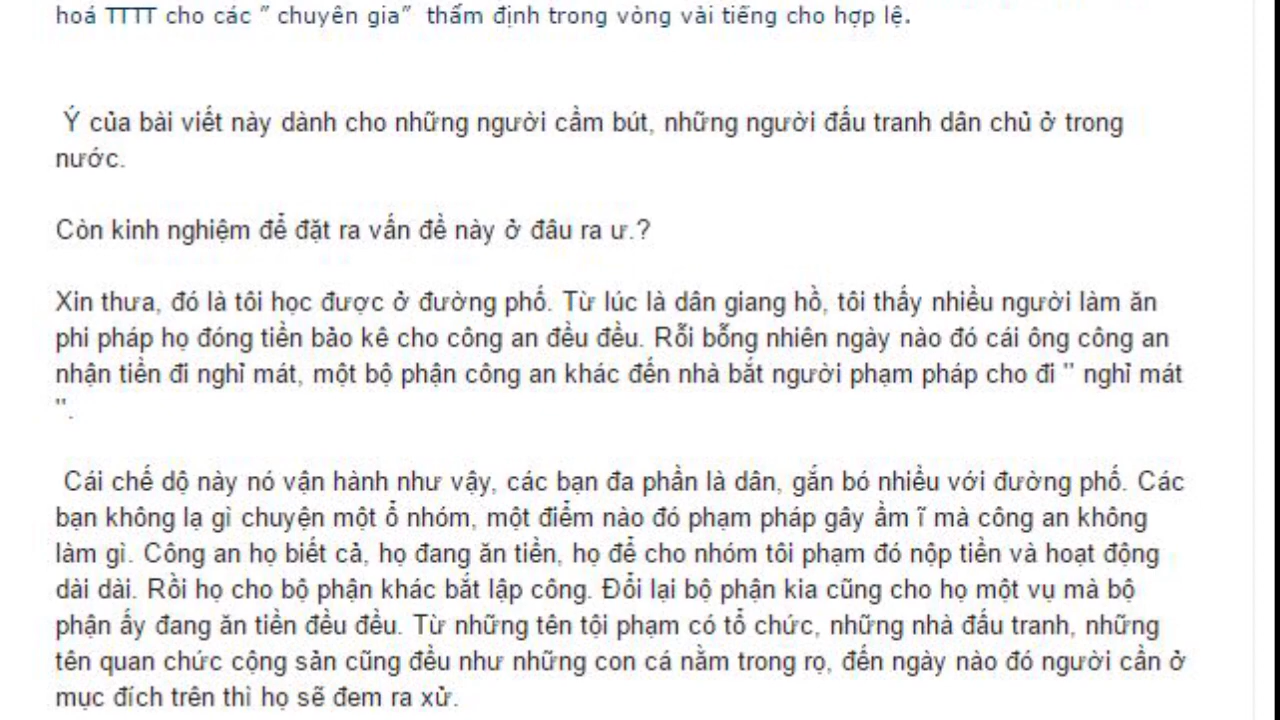 hoá TTTT cho các " chuyên gia"  thẩm định trong vòng vài tiếng cho hợp lệ.
Ý của bài viết này dành cho những người cầm bút, những người đấu tranh dân chủ ở trong
nước.
Còn kinh nghiệm để đặt ra vấn đề này ở đâu ra ư.?
Xin thưa, đó là tôi học được ở đường phố. Từ lúc là dân giang hồ, tôi thấy nhiều người làm ăn
phi pháp họ đóng tiền bảo kê cho công an đều đều. Rỗi bỗng nhiên ngày nào đó cái ông công an
nhận tiền đi nghỉ mát, một bộ phận công an khác đến nhà bắt người phạm pháp cho đi " nghỉ mát
".
Cái chế dộ này nó vận hành như vậy, các bạn đa phần là dân, gắn bó nhiều với đường phố. Các
bạn không lạ gì chuyện một ổ nhóm, một điểm nào đó phạm pháp gây ầm ĩ mà công an không
làm gì. Công an họ biết cả, họ đang ăn tiền, họ để cho nhóm tôi phạm đó nộp tiền và hoạt động
dài dài. Rồi họ cho bộ phận khác bắt lập công. Đổi lại bộ phận kia cũng cho họ một vụ mà bộ
phận ấy đang ăn tiền đều đều. Từ những tên tội phạm có tổ chức, những nhà đấu tranh, những
tên quan chức cộng sản cũng đều như những con cá nằm trong rọ, đến ngày nào đó người cần ở
mục đích trên thì họ sẽ đem ra xử.